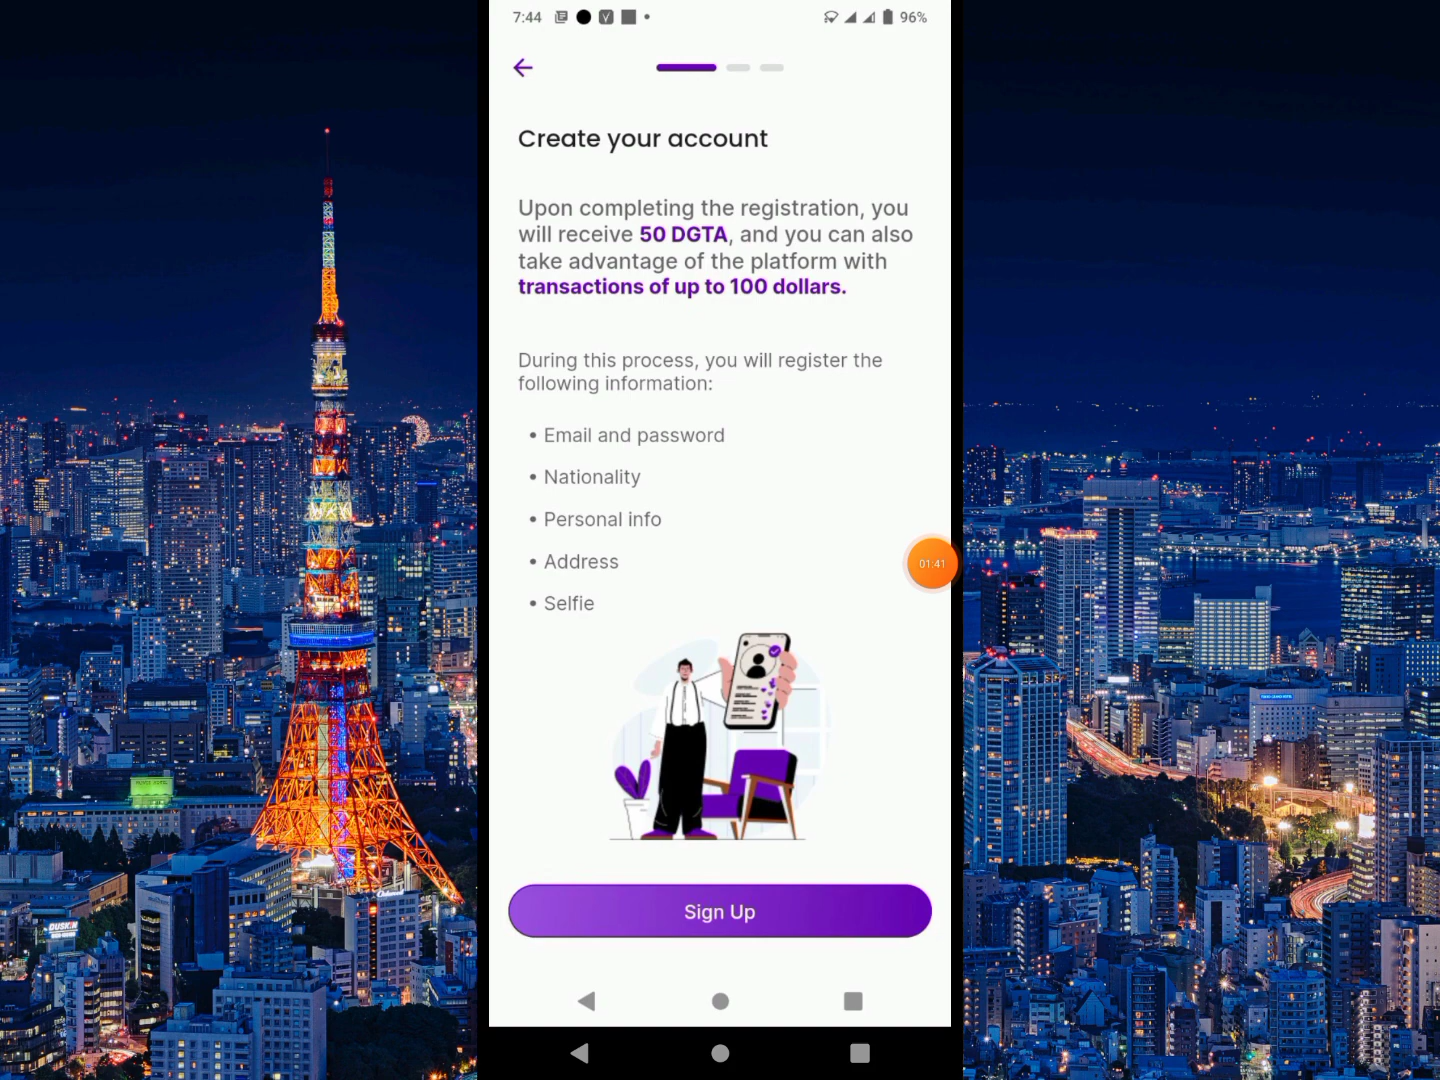 7:44
96%
Create your account
Upon completing the registration, you
will receive 50 DGTA, and you can also
take advantage of the platform with
transactions of up to 100 dollars.
During this process, you will register the
following information:
• Email and password
• Nationality
• Personal info
• Address
• Selfie
01:41
Sign Up
DUSKIN